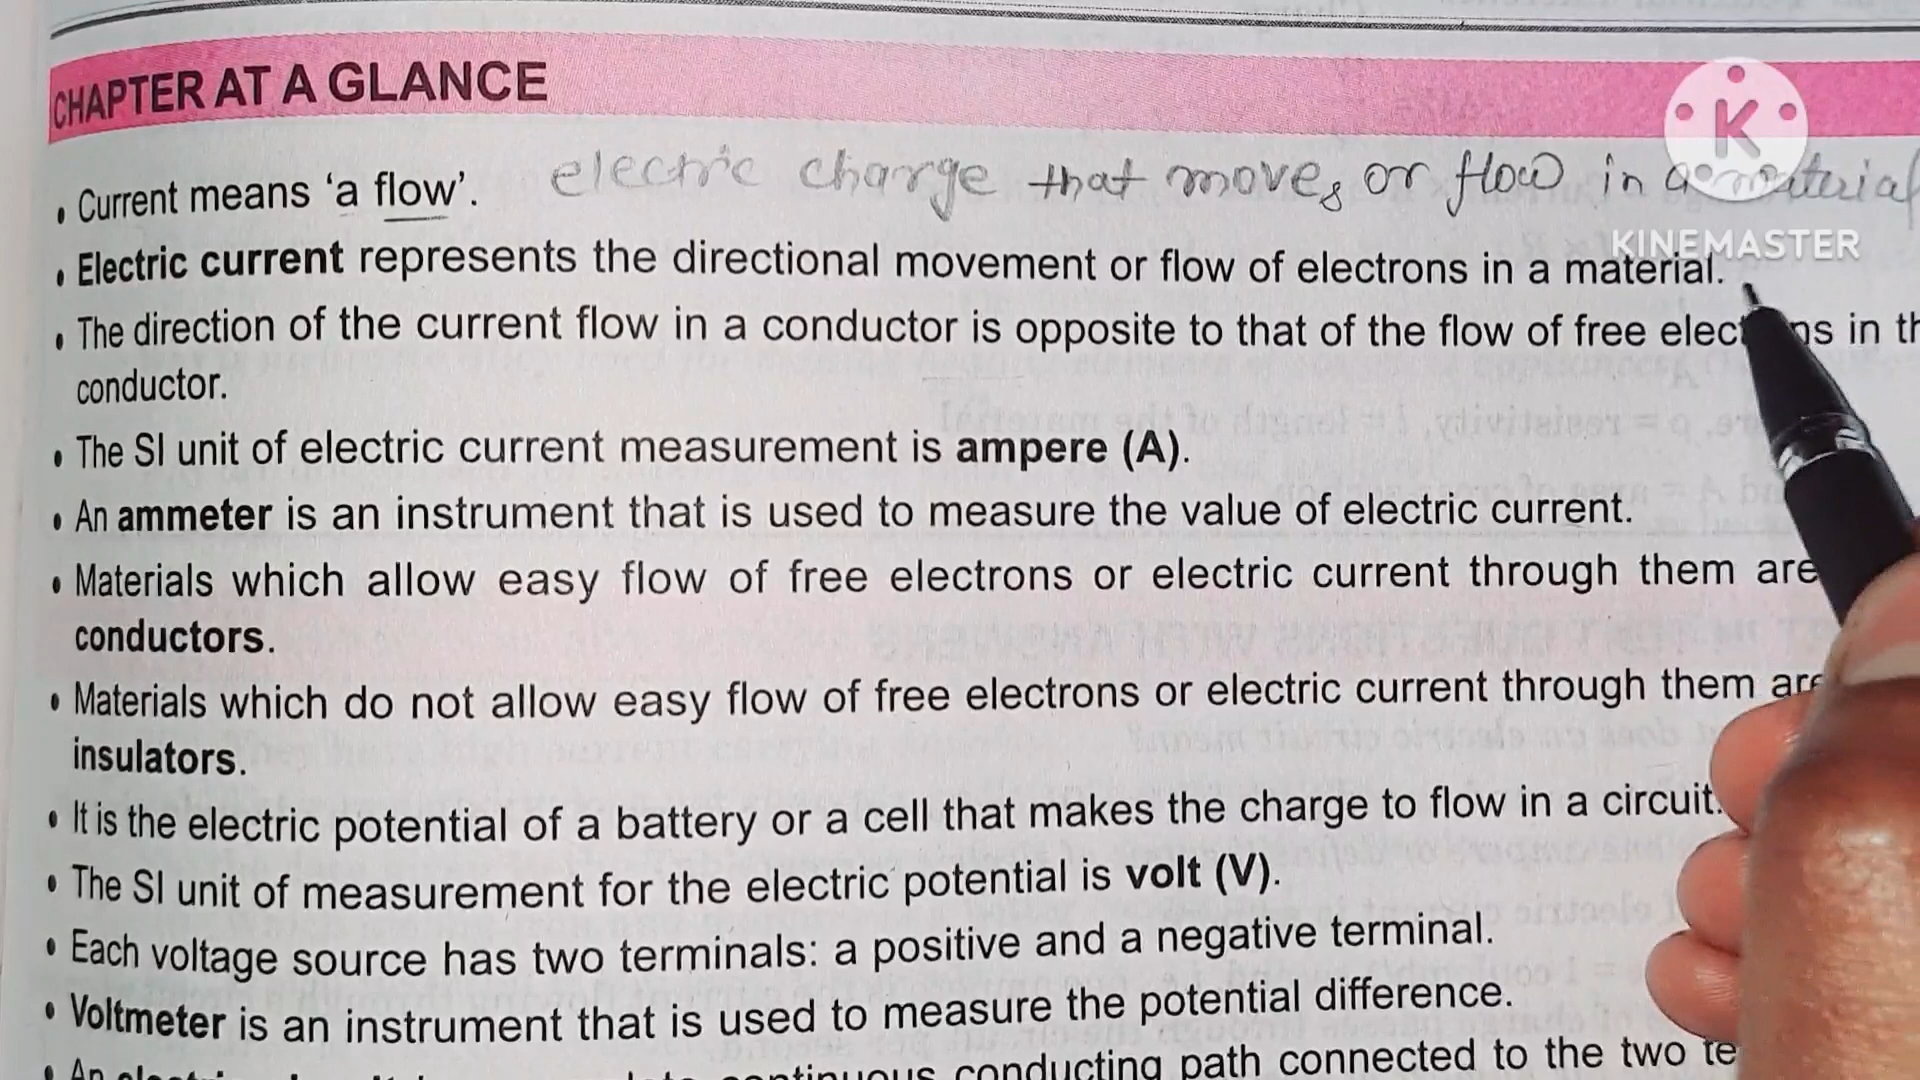 CHAPTER AT A GLANCE
K
• Current means ‘a flow’. electric charge that moves or flow in a material
KINEMASTER
• Electric current represents the directional movement or flow of electrons in a material.
• The direction of the current flow in a conductor is opposite to that of the flow of free in
conductor.
• The SI unit of electric current measurement is ampere (A).
• An ammeter is an instrument that is used to measure the value of electric current.
• Materials which allow easy flow of free electrons or electric current through them are
conductors.
• Materials which do not allow easy flow of free electrons or electric current through them are
insulators.
• It is the electric potential of a battery or a cell that makes the charge to flow in a circuit.
• The SI unit of measurement for the electric potential is volt (V).
• Each voltage source has two terminals: a positive and a negative terminal.
• Voltmeter is an instrument that is used to measure the potential difference.
• An conducting path connected to the two